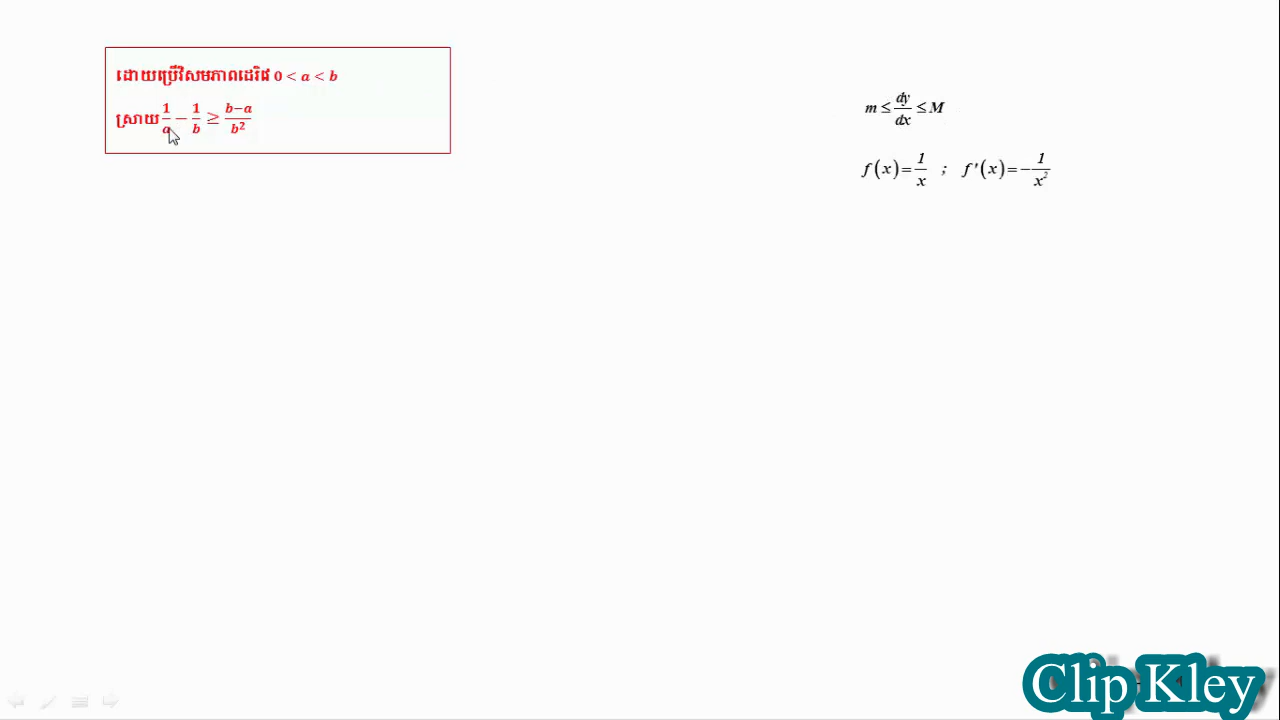 ដោយប្រើវិសមភាពដេរីវេ 0 < a < b
ស្រាយ 1/a − 1/b ≥ b−a/b²
m ≤ dy/dx ≤ M
f(x) = 1/x ; f'(x) = −1/x²
Clip Kley